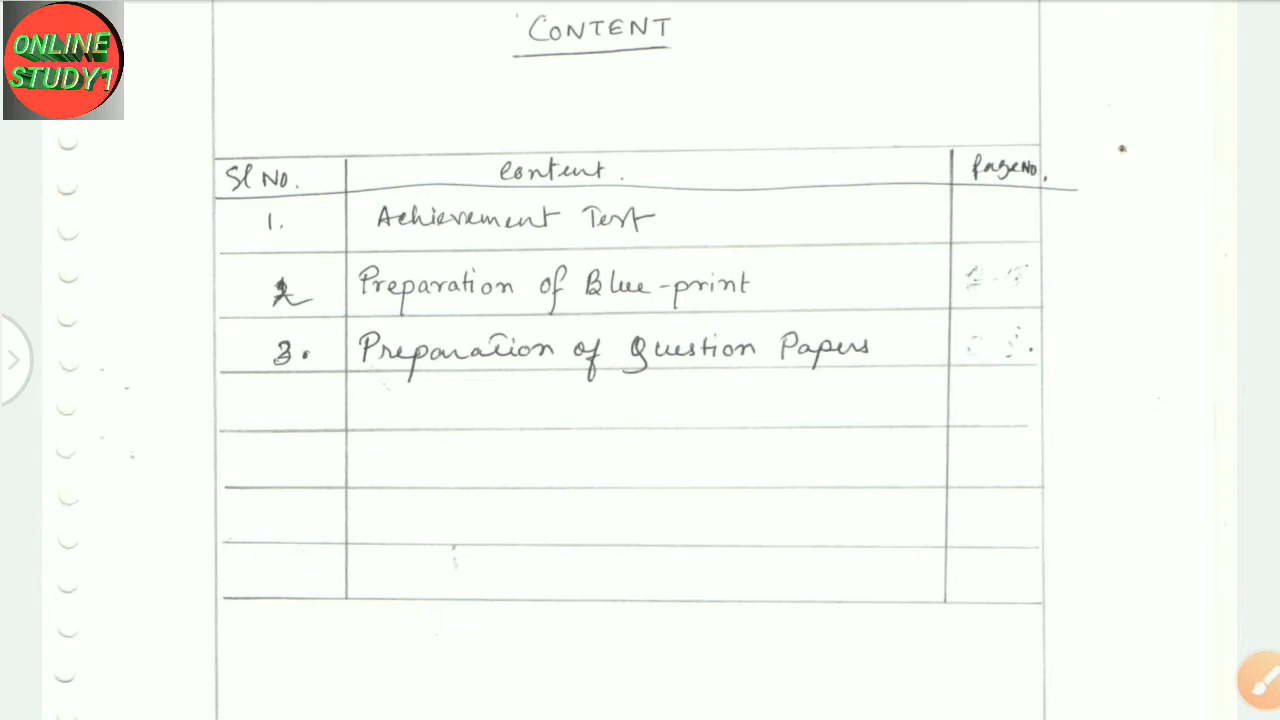 ONLINE
STUDY1
CONTENT
Sl No. Content. Page No.
1. Achievement Test
2 Preparation of Blue-print
3. Preparation of Question Papers